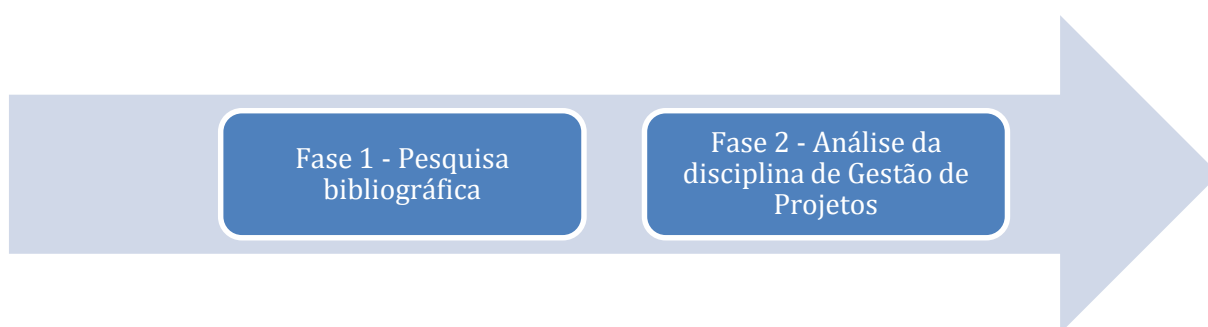 Fase 1 - Pesquisa
bibliográfica
Fase 2 - Análise da
disciplina de Gestão de
Projetos